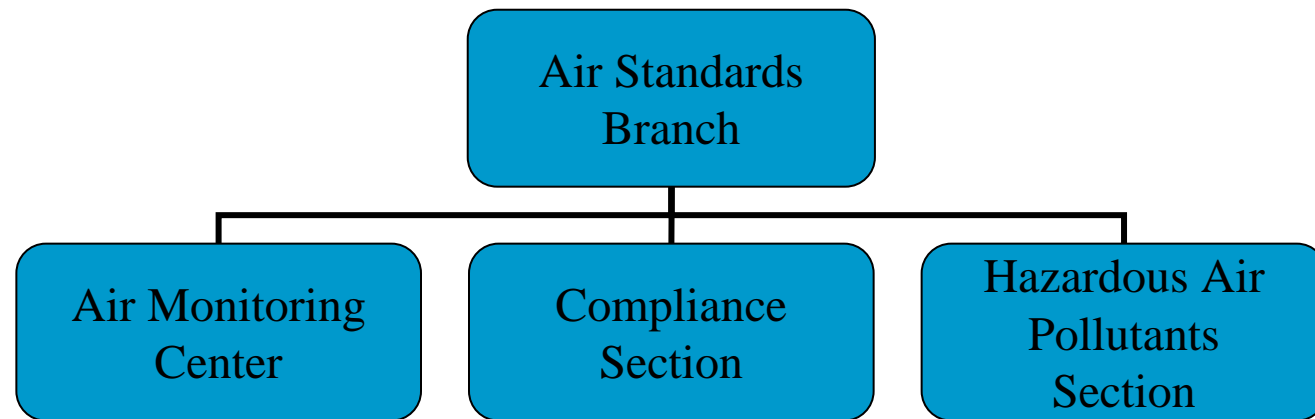 Air Standards
Branch
Air Monitoring
Center
Compliance
Section
Hazardous Air
Pollutants
Section